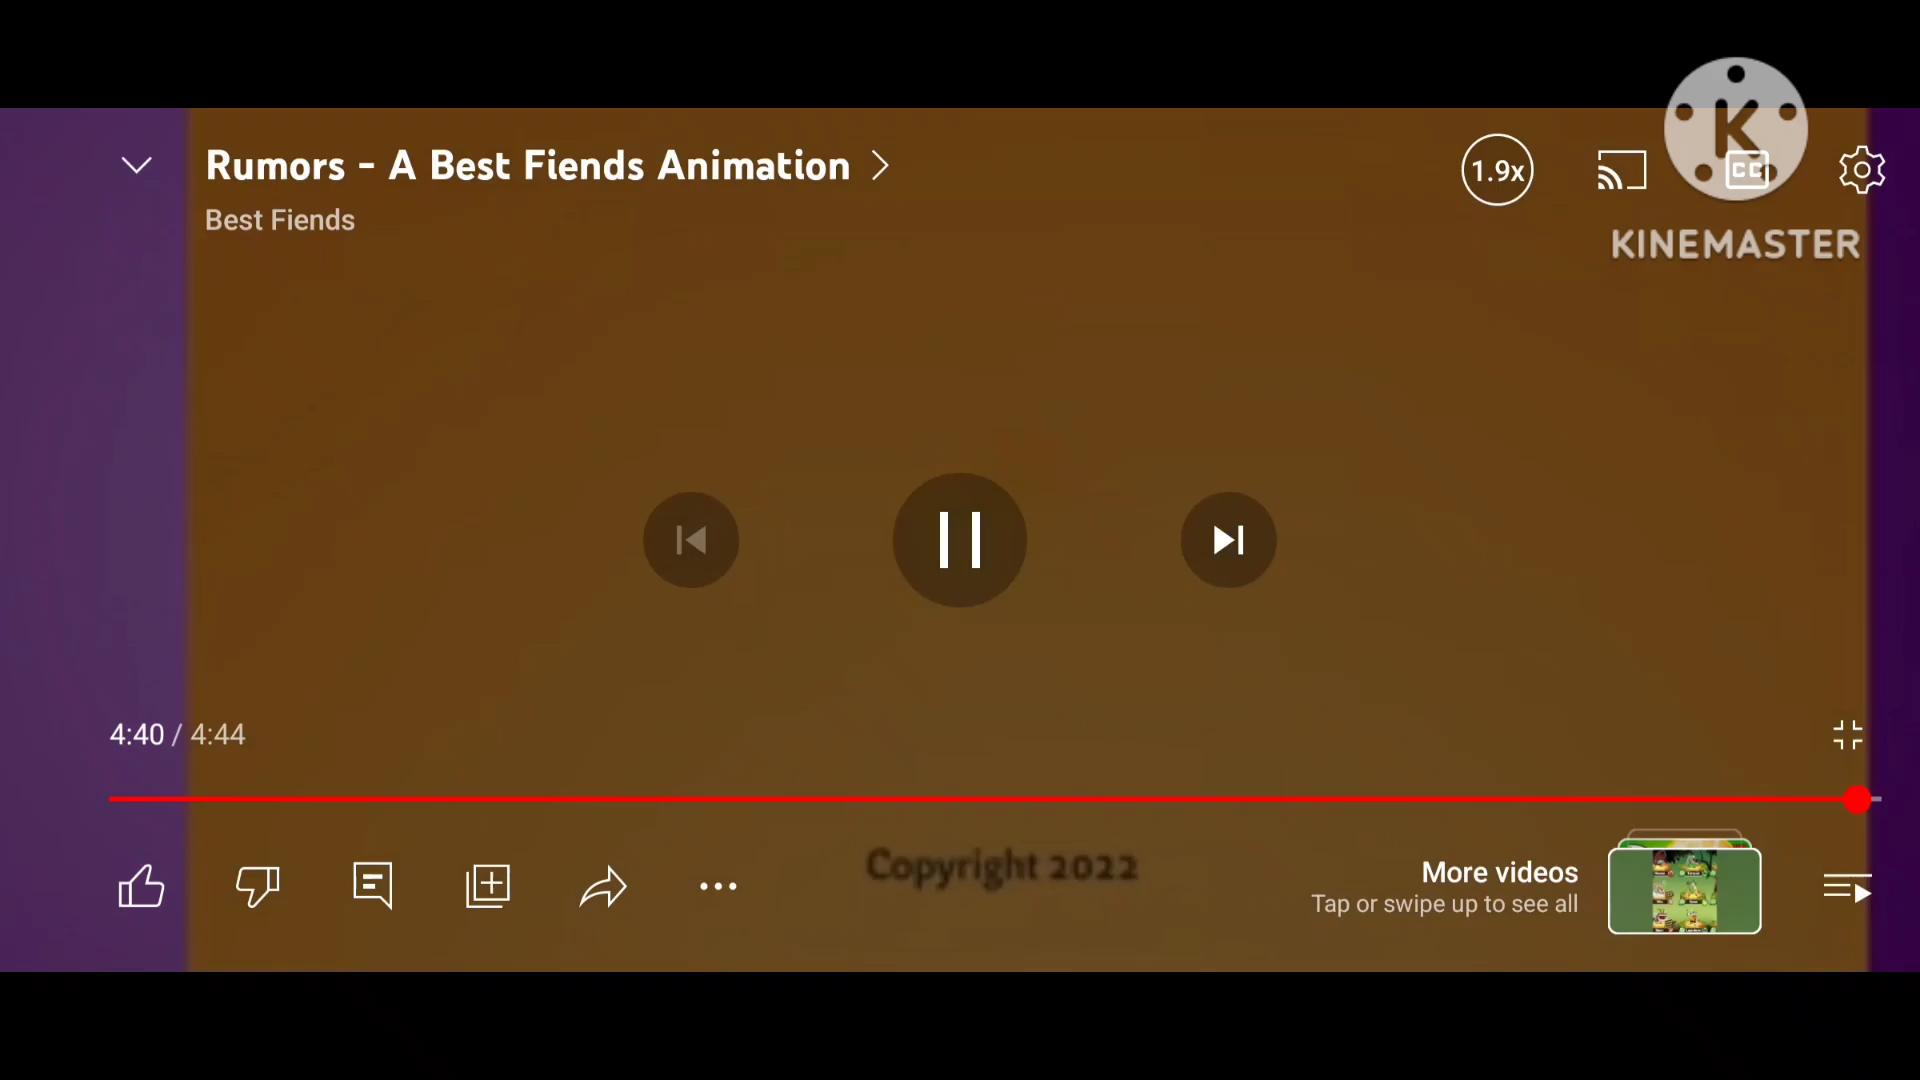 Rumors - A Best Fiends Animation
Best Fiends
1.9x
CC
K
KINEMASTER
4:40 / 4:44
Copyright 2022
More videos
Tap or swipe up to see all